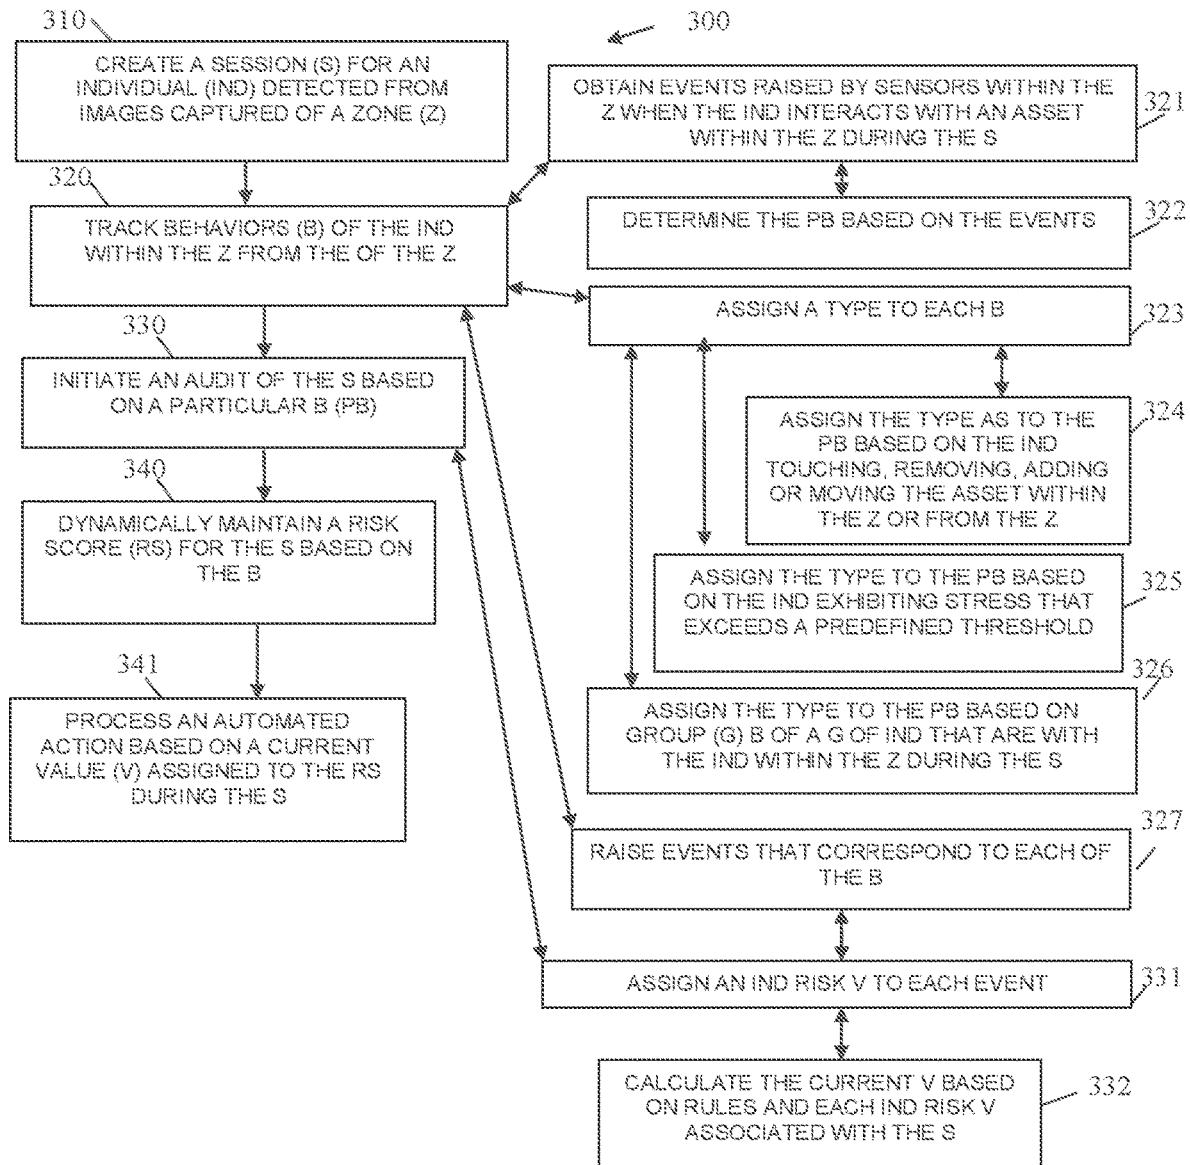 300
310
CREATE A SESSION (S) FOR AN
INDIVIDUAL (IND) DETECTED FROM
IMAGES CAPTURED OF A ZONE (Z)
320
TRACK BEHAVIORS (B) OF THE IND
WITHIN THE Z FROM THE OF THE Z
330
INITIATE AN AUDIT OF THE S BASED
ON A PARTICULAR B (PB)
340
DYNAMICALLY MAINTAIN A RISK
SCORE (RS) FOR THE S BASED ON
THE B
341
PROCESS AN AUTOMATED
ACTION BASED ON A CURRENT
VALUE (V) ASSIGNED TO THE RS
DURING THE S
OBTAIN EVENTS RAISED BY SENSORS WITHIN THE
Z WHEN THE IND INTERACTS WITH AN ASSET
WITHIN THE Z DURING THE S
321
DETERMINE THE PB BASED ON THE EVENTS
322
ASSIGN A TYPE TO EACH B
323
ASSIGN THE TYPE AS TO THE
PB BASED ON THE IND
TOUCHING, REMOVING, ADDING
OR MOVING THE ASSET WITHIN
THE Z OR FROM THE Z
324
ASSIGN THE TYPE TO THE PB BASED
ON THE IND EXHIBITING STRESS THAT
EXCEEDS A PREDEFINED THRESHOLD
325
ASSIGN THE TYPE TO THE PB BASED ON
GROUP (G) B OF A G OF IND THAT ARE WITH
THE IND WITHIN THE Z DURING THE S
326
RAISE EVENTS THAT CORRESPOND TO EACH OF
THE B
327
ASSIGN AN IND RISK V TO EACH EVENT
331
CALCULATE THE CURRENT V BASED
ON RULES AND EACH IND RISK V
ASSOCIATED WITH THE S
332